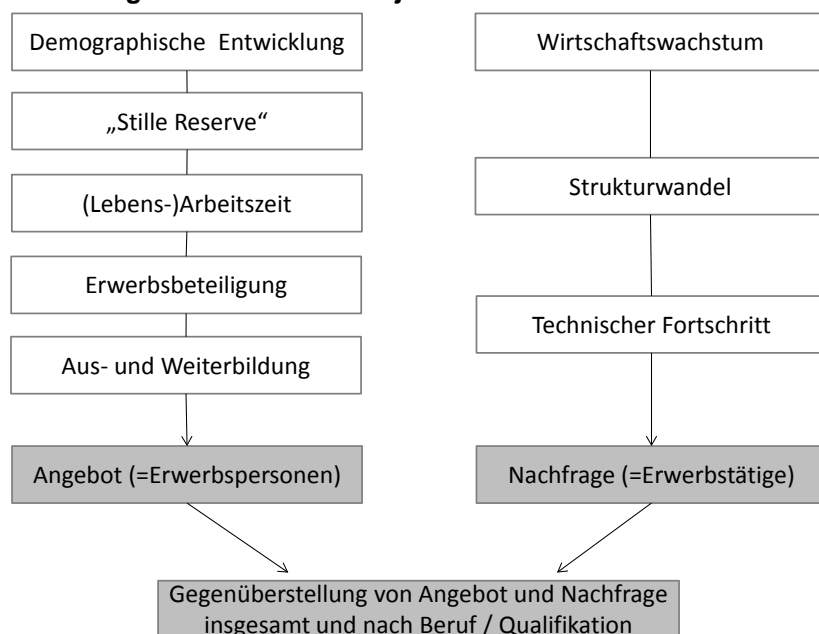 Demographische Entwicklung
„Stille Reserve“
(Lebens-)Arbeitszeit
Erwerbsbeteiligung
Aus- und Weiterbildung
Angebot (=Erwerbspersonen)
Wirtschaftswachstum
Strukturwandel
Technischer Fortschritt
Nachfrage (=Erwerbstätige)
Gegenüberstellung von Angebot und Nachfrage
insgesamt und nach Beruf / Qualifikation